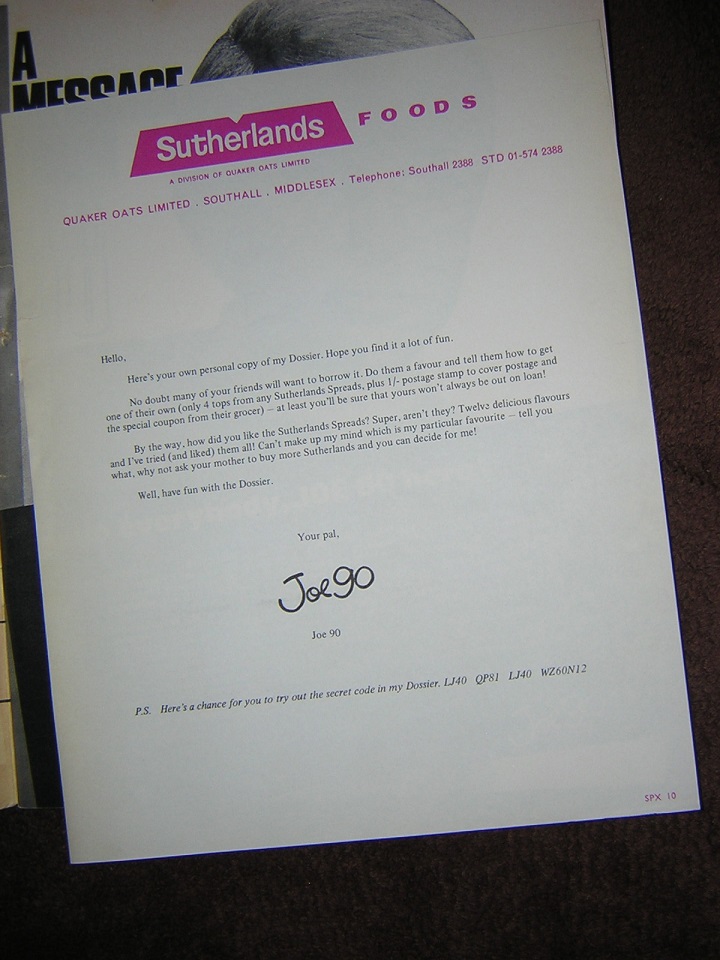 A
MESSAGE
Sutherlands FOODS
A DIVISION OF QUAKER OATS LIMITED
QUAKER OATS LIMITED . SOUTHALL . MIDDLESEX . Telephone: Southall 2388 STD 01-574 2388
Hello,
Here's your own personal copy of my Dossier. Hope you find it a lot of fun.
No doubt many of your friends will want to borrow it. Do them a favour and tell them how to get
one of their own (only 4 tops from any Sutherlands Spreads, plus 1/- postage stamp to cover postage and
the special coupon from their grocer) – at least you'll be sure that yours won't always be out on loan!
By the way, how did you like the Sutherlands Spreads? Super, aren't they? Twelve delicious flavours
and I've tried (and liked) them all! Can't make up my mind which is my particular favourite – tell you
what, why not ask your mother to buy more Sutherlands and you can decide for me!
Well, have fun with the Dossier.
Your pal,
Joe 90
Joe 90
P.S. Here's a chance for you to try out the secret code in my Dossier. LJ40 QP81 LJ40 WZ60N12
SPX 10